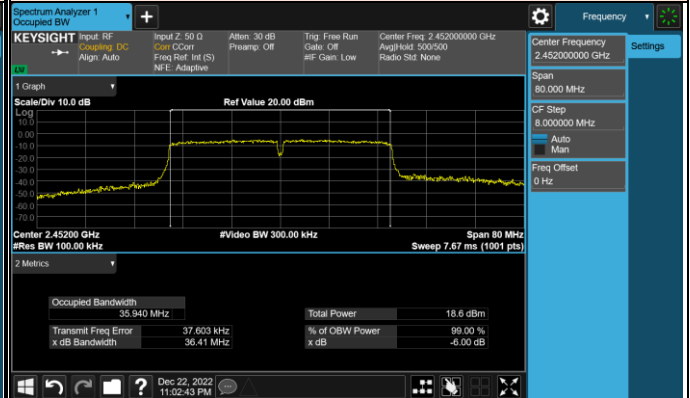 Spectrum Analyzer 1
Occupied BW
Frequency
KEYSIGHT
Input: RF
Coupling: DC
Align: Auto
Input Z: 50 Ω
Corr CCorr
Freq Ref: Int (S)
NFE: Adaptive
Atten: 30 dB
Preamp: Off
Trig: Free Run
Gate: Off
#IF Gain: Low
Center Freq: 2.452000000 GHz
Avg|Hold: 500/500
Radio Std: None
Center Frequency
2.452000000 GHz
Settings
Span
80.000 MHz
CF Step
8.000000 MHz
Auto
Man
Freq Offset
0 Hz
1 Graph
Scale/Div 10.0 dB
Ref Value 20.00 dBm
Log
10.0
0.00
-10.0
-20.0
-30.0
-40.0
-50.0
-60.0
-70.0
Center 2.45200 GHz
#Video BW 300.00 kHz
Span 80 MHz
#Res BW 100.00 kHz
Sweep 7.67 ms (1001 pts)
2 Metrics
Occupied Bandwidth
35.940 MHz
Total Power 18.6 dBm
Transmit Freq Error 37.603 kHz
% of OBW Power 99.00 %
x dB Bandwidth 36.41 MHz
x dB -6.00 dB
Dec 22, 2022
11:02:43 PM